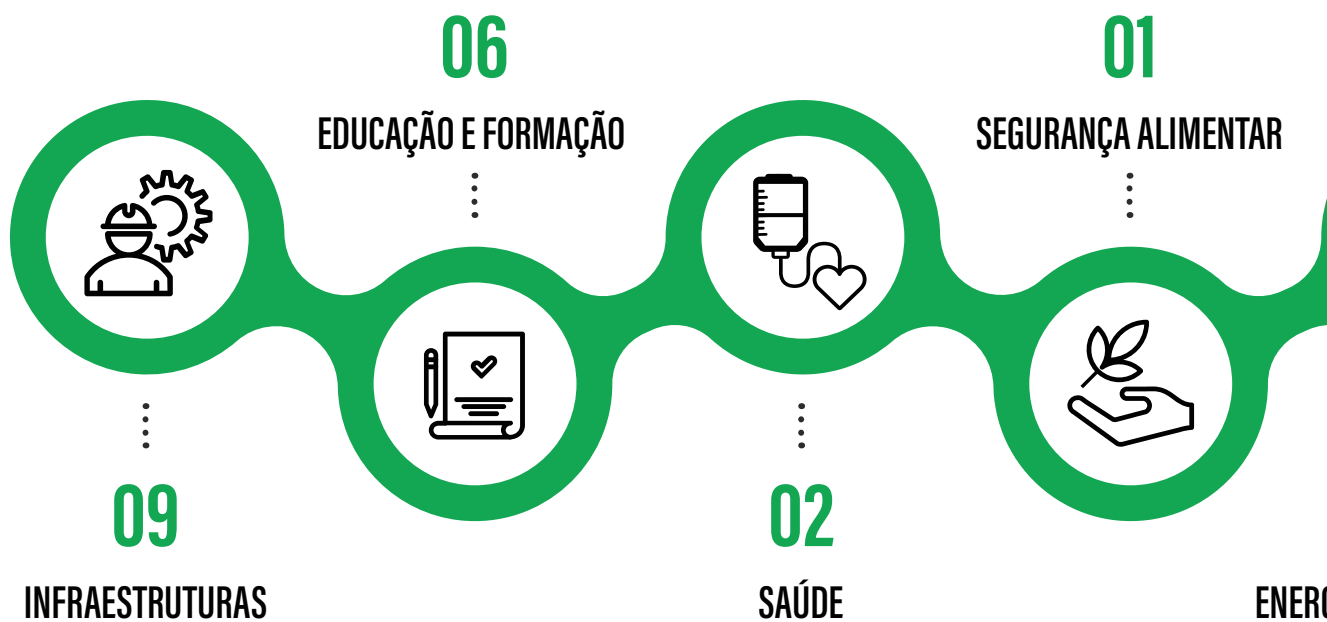 06
EDUCAÇÃO E FORMAÇÃO
01
SEGURANÇA ALIMENTAR
09
INFRAESTRUTURAS
02
SAÚDE